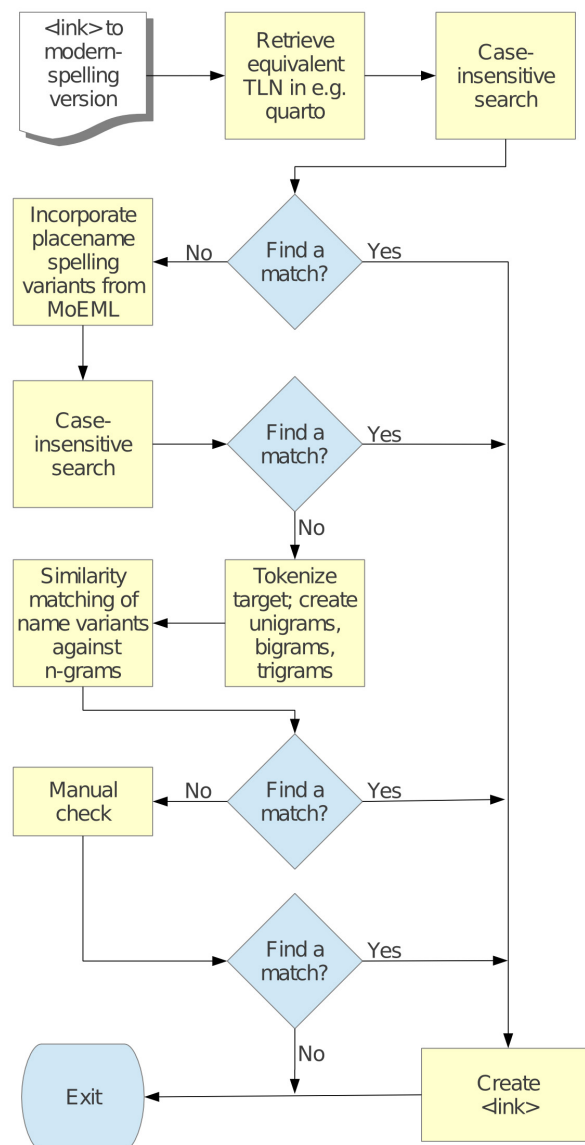 <link> to
modern-
spelling
version
Retrieve
equivalent
TLN in e.g.
quarto
Case-
insensitive
search
Find a
match?
No
Yes
Incorporate
placename
spelling
variants from
MoEML
Case-
insensitive
search
Find a
match?
Yes
No
Tokenize
target; create
unigrams,
bigrams,
trigrams
Similarity
matching of
name variants
against
n-grams
Find a
match?
No
Yes
Manual
check
Find a
match?
Yes
No
Create
<link>
Exit